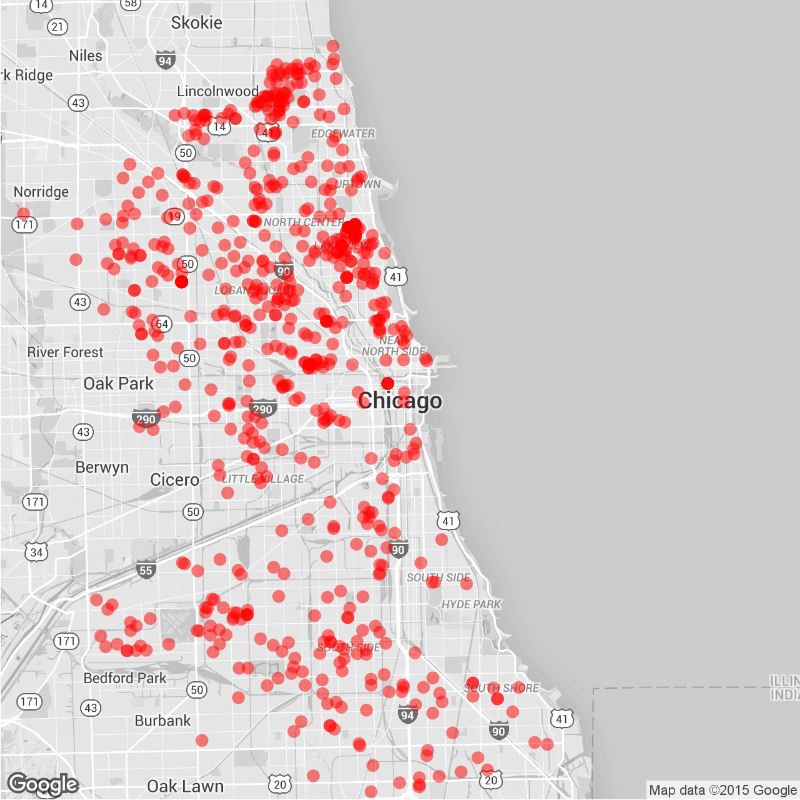 14
58
21
Skokie
Niles
94
rk Ridge
Lincolnwood
43
14
41
EDGEWATER
50
UPTOWN
Norridge
171
19
NORTH CENTER
50
90
41
LOGAN SQUARE
43
64
NEAR
NORTH SIDE
River Forest
50
Oak Park
290
290
Chicago
43
Berwyn
Cicero
LITTLE VILLAGE
171
50
41
34
90
55
SOUTH SIDE
HYDE PARK
171
SOUTH SIDE
Bedford Park
50
SOUTH SHORE
ILLIN
INDIA
171
43
Burbank
94
41
90
Google
Oak Lawn
20
20
Map data ©2015 Google